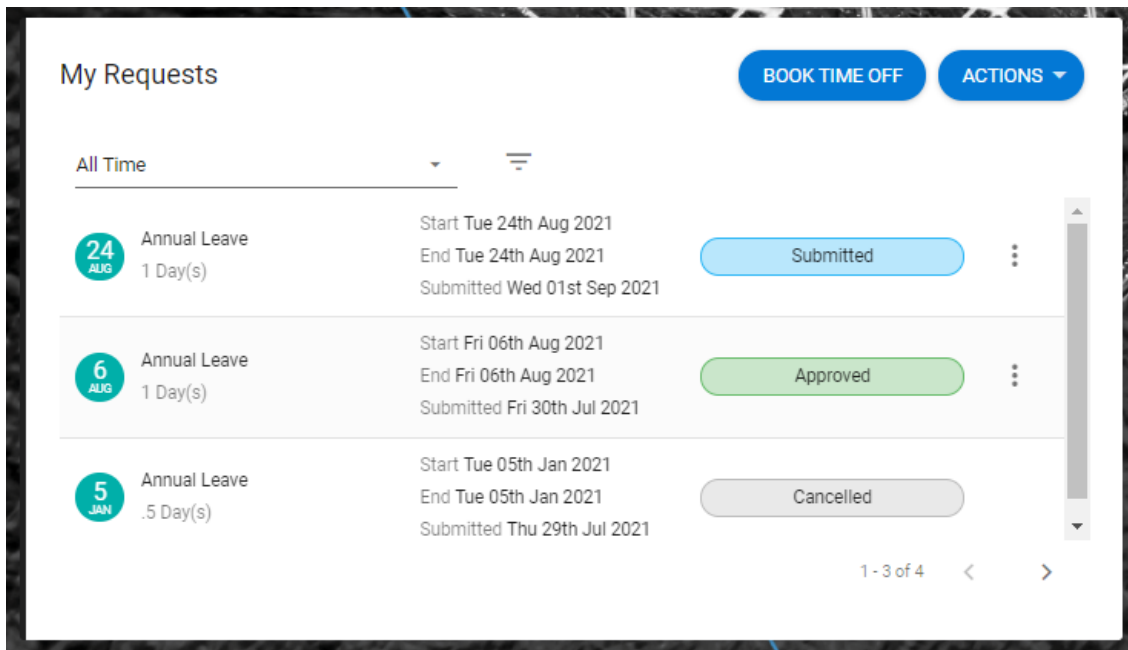 My Requests
BOOK TIME OFF
ACTIONS
All Time
24
AUG
Annual Leave
1 Day(s)
Start Tue 24th Aug 2021
End Tue 24th Aug 2021
Submitted Wed 01st Sep 2021
Submitted
6
AUG
Annual Leave
1 Day(s)
Start Fri 06th Aug 2021
End Fri 06th Aug 2021
Submitted Fri 30th Jul 2021
Approved
5
JAN
Annual Leave
.5 Day(s)
Start Tue 05th Jan 2021
End Tue 05th Jan 2021
Submitted Thu 29th Jul 2021
Cancelled
1 - 3 of 4